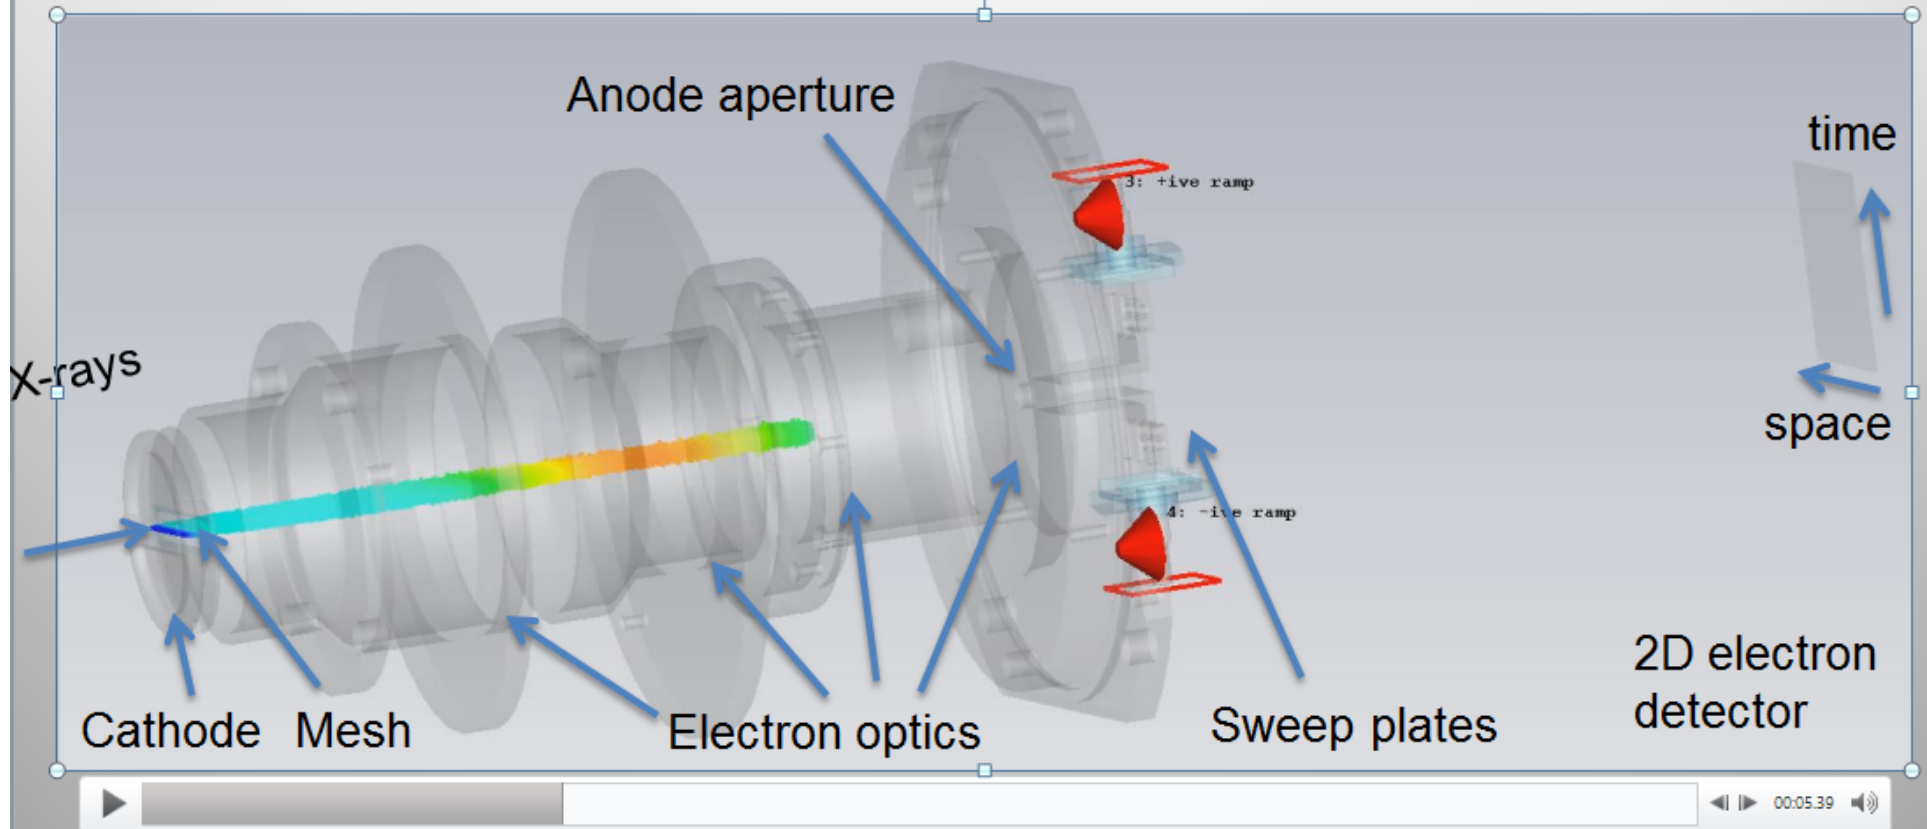 Anode aperture
time
3: +ive ramp
X-rays
space
4: -ive ramp
2D electron
detector
Cathode
Mesh
Electron optics
Sweep plates
00:05.39